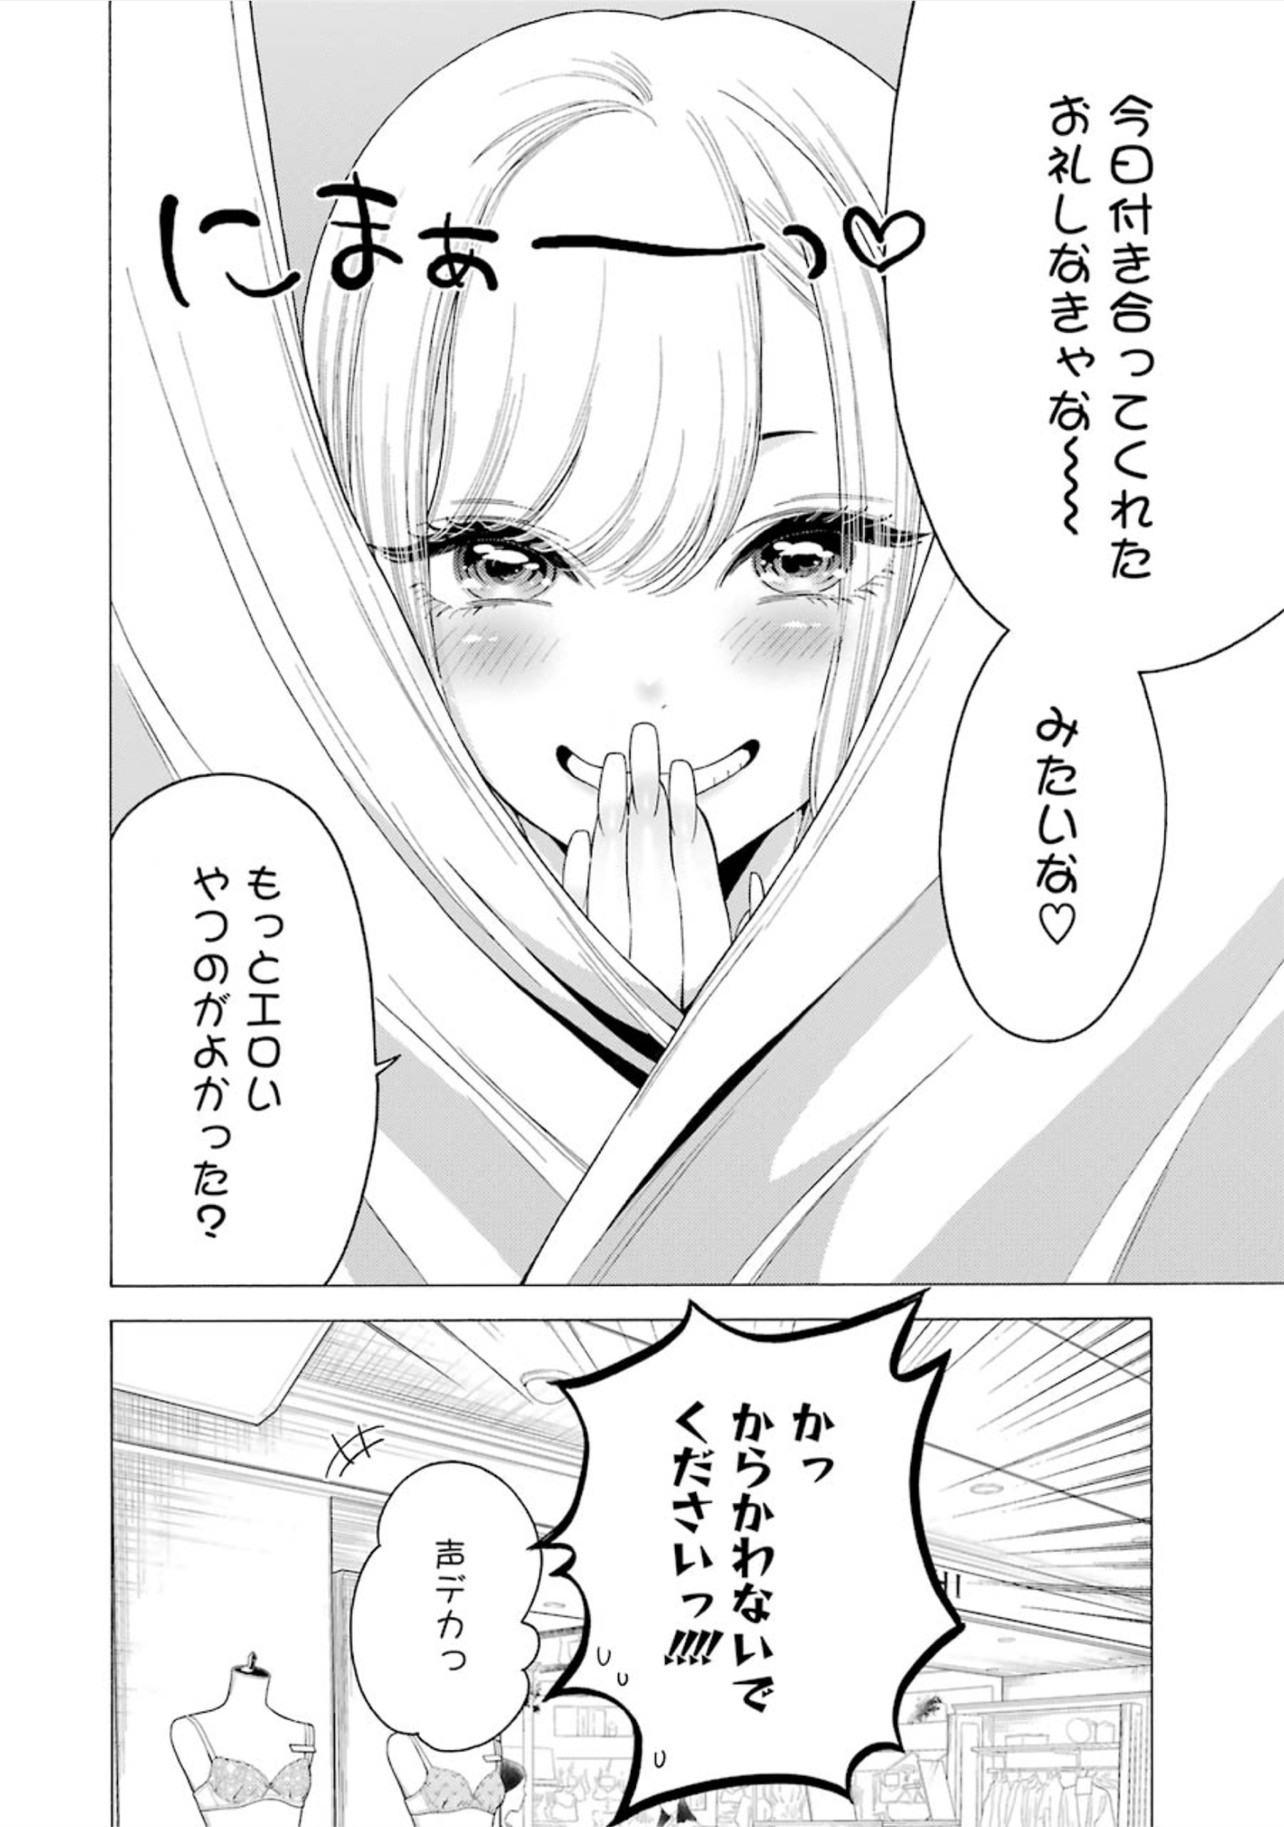 今日付き合ってくれた
お礼しなきゃな〜〜〜
みたいな♡
にまぁーーっ♡
もっとエロい
やつのがよかった?
かっ
からかわないで
くださいっ!!!!
声デカっ